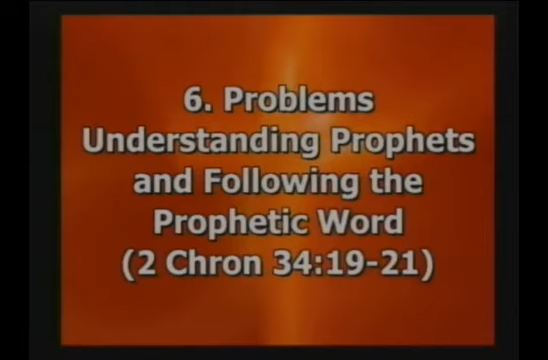 6. Problems
Understanding Prophets
and Following the
Prophetic Word
(2 Chron 34:19-21)